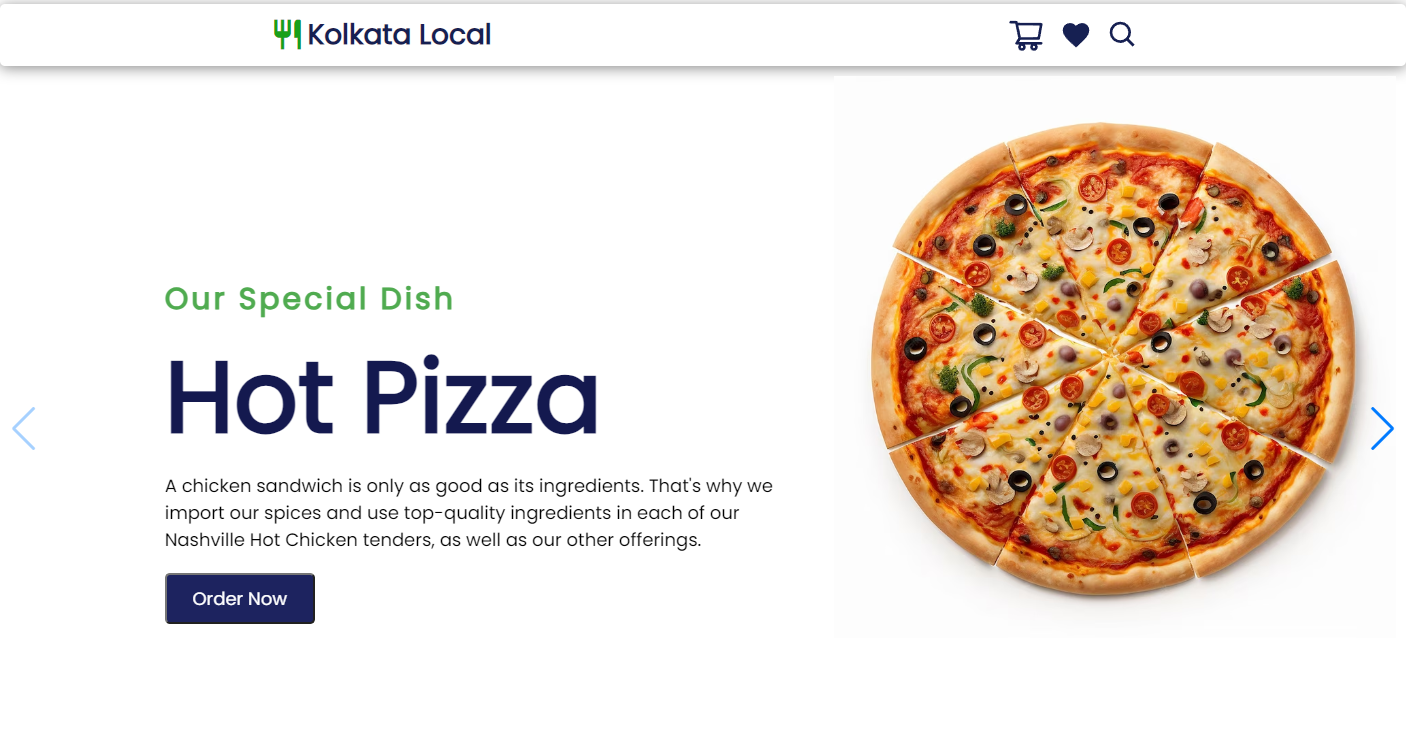 Kolkata Local
Our Special Dish
Hot Pizza
A chicken sandwich is only as good as its ingredients. That's why we
import our spices and use top-quality ingredients in each of our
Nashville Hot Chicken tenders, as well as our other offerings.
Order Now